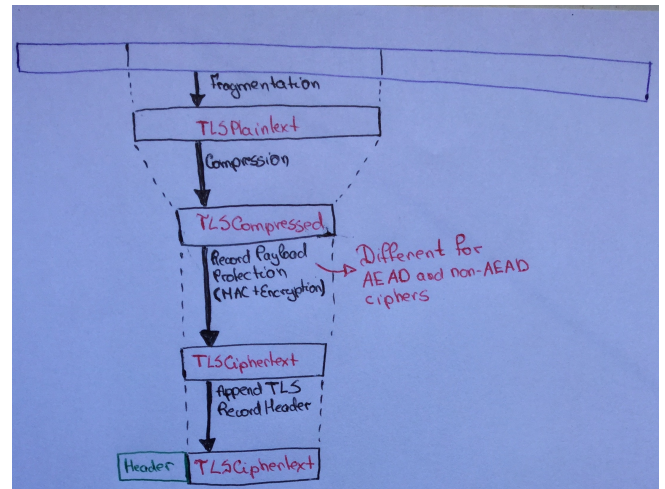 Fragmentation
TLSPlaintext
Compression
TLSCompressed
Record Payload
Protection
(MAC+Encryption)
Different for
AEAD and non-AEAD
ciphers
TLSCiphertext
Append TLS
Record Header
Header
TLSCiphertext